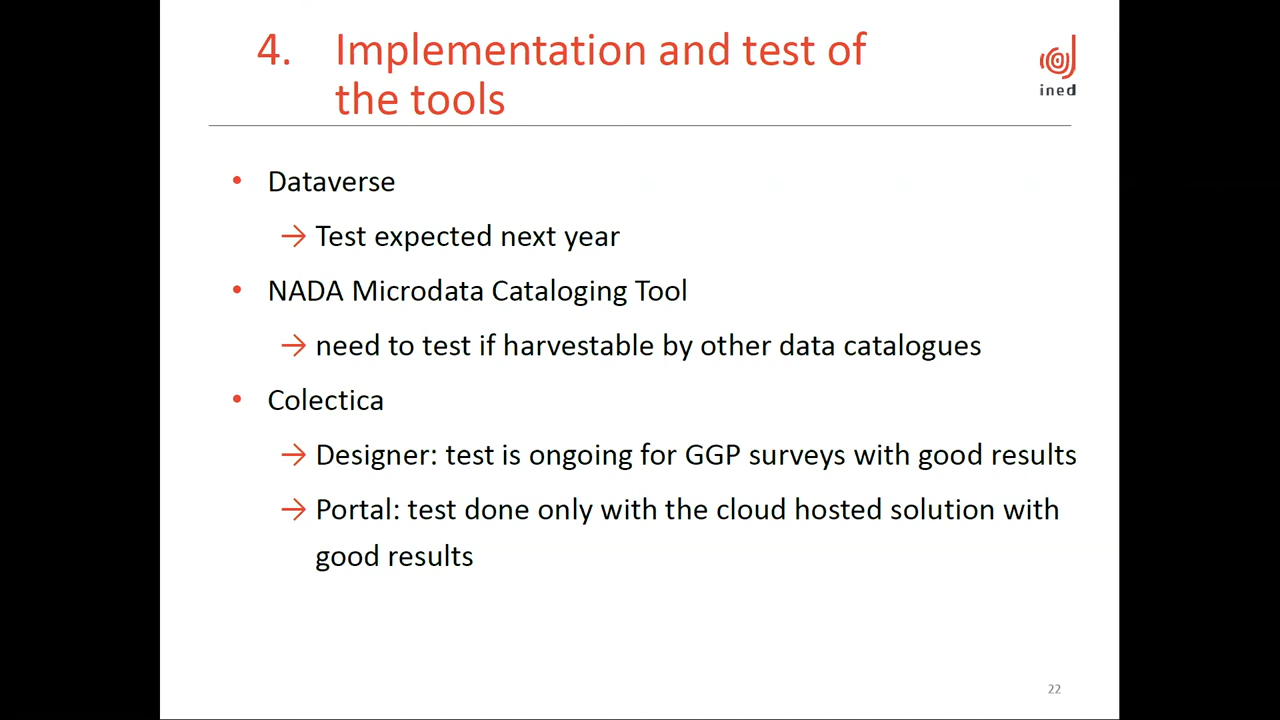 4. Implementation and test of
the tools
ined
• Dataverse
→ Test expected next year
• NADA Microdata Cataloging Tool
→ need to test if harvestable by other data catalogues
• Colectica
→ Designer: test is ongoing for GGP surveys with good results
→ Portal: test done only with the cloud hosted solution with
good results
22